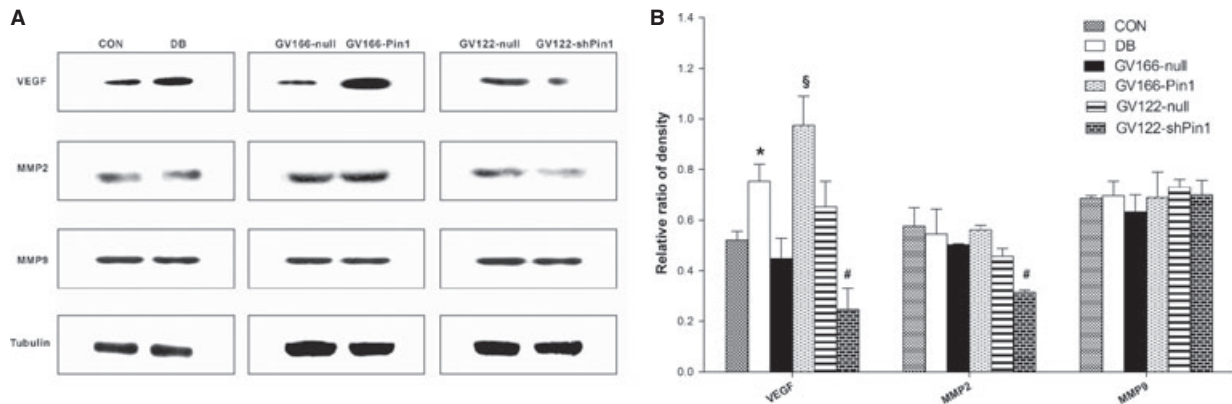 A
CON DB GV166-null GV166-Pin1 GV122-null GV122-shPin1
VEGF
MMP2
MMP9
Tubulin
B
Relative ratio of density
1.4
1.2
1.0
0.8
0.6
0.4
0.2
0.0
CON
DB
GV166-null
GV166-Pin1
GV122-null
GV122-shPin1
*
§
#
#
VEGF MMP2 MMP9